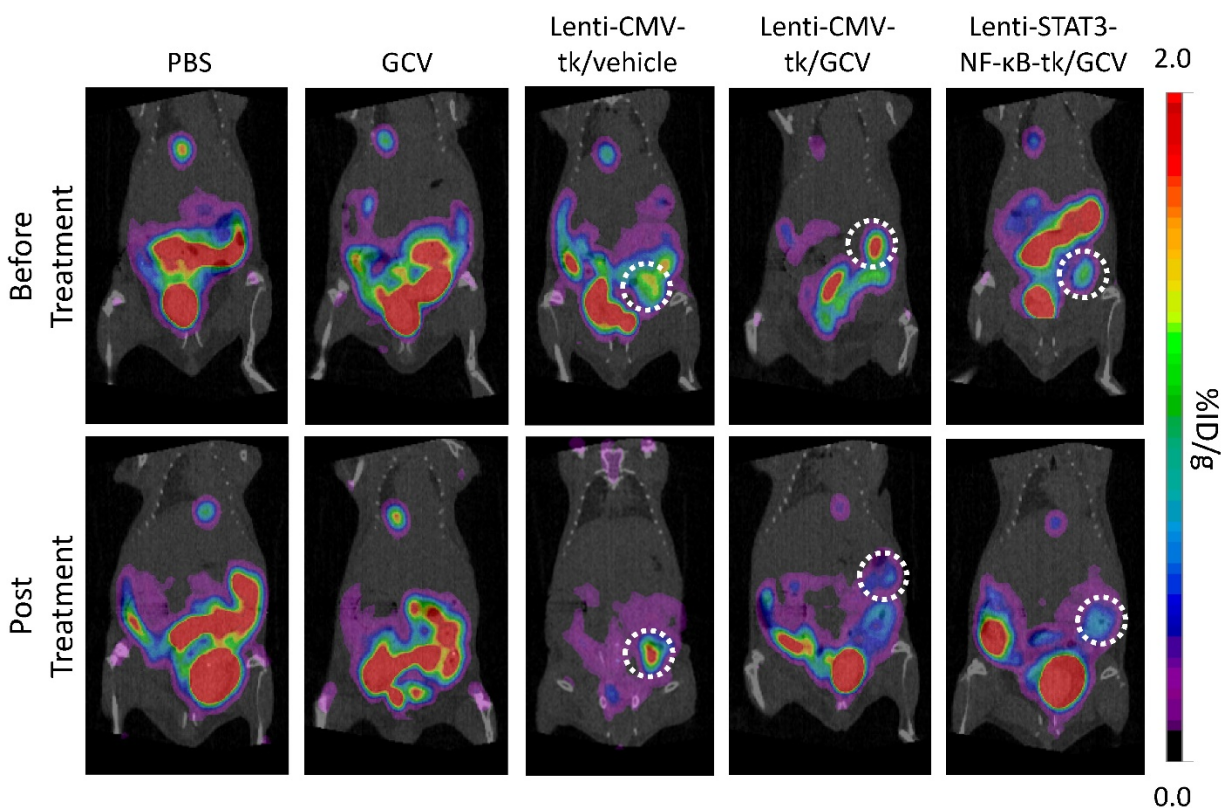 PBS
GCV
Lenti-CMV-
tk/vehicle
Lenti-CMV-
tk/GCV
Lenti-STAT3-
NF-κB-tk/GCV
2.0
Before
Treatment
%ID/g
Post
Treatment
0.0